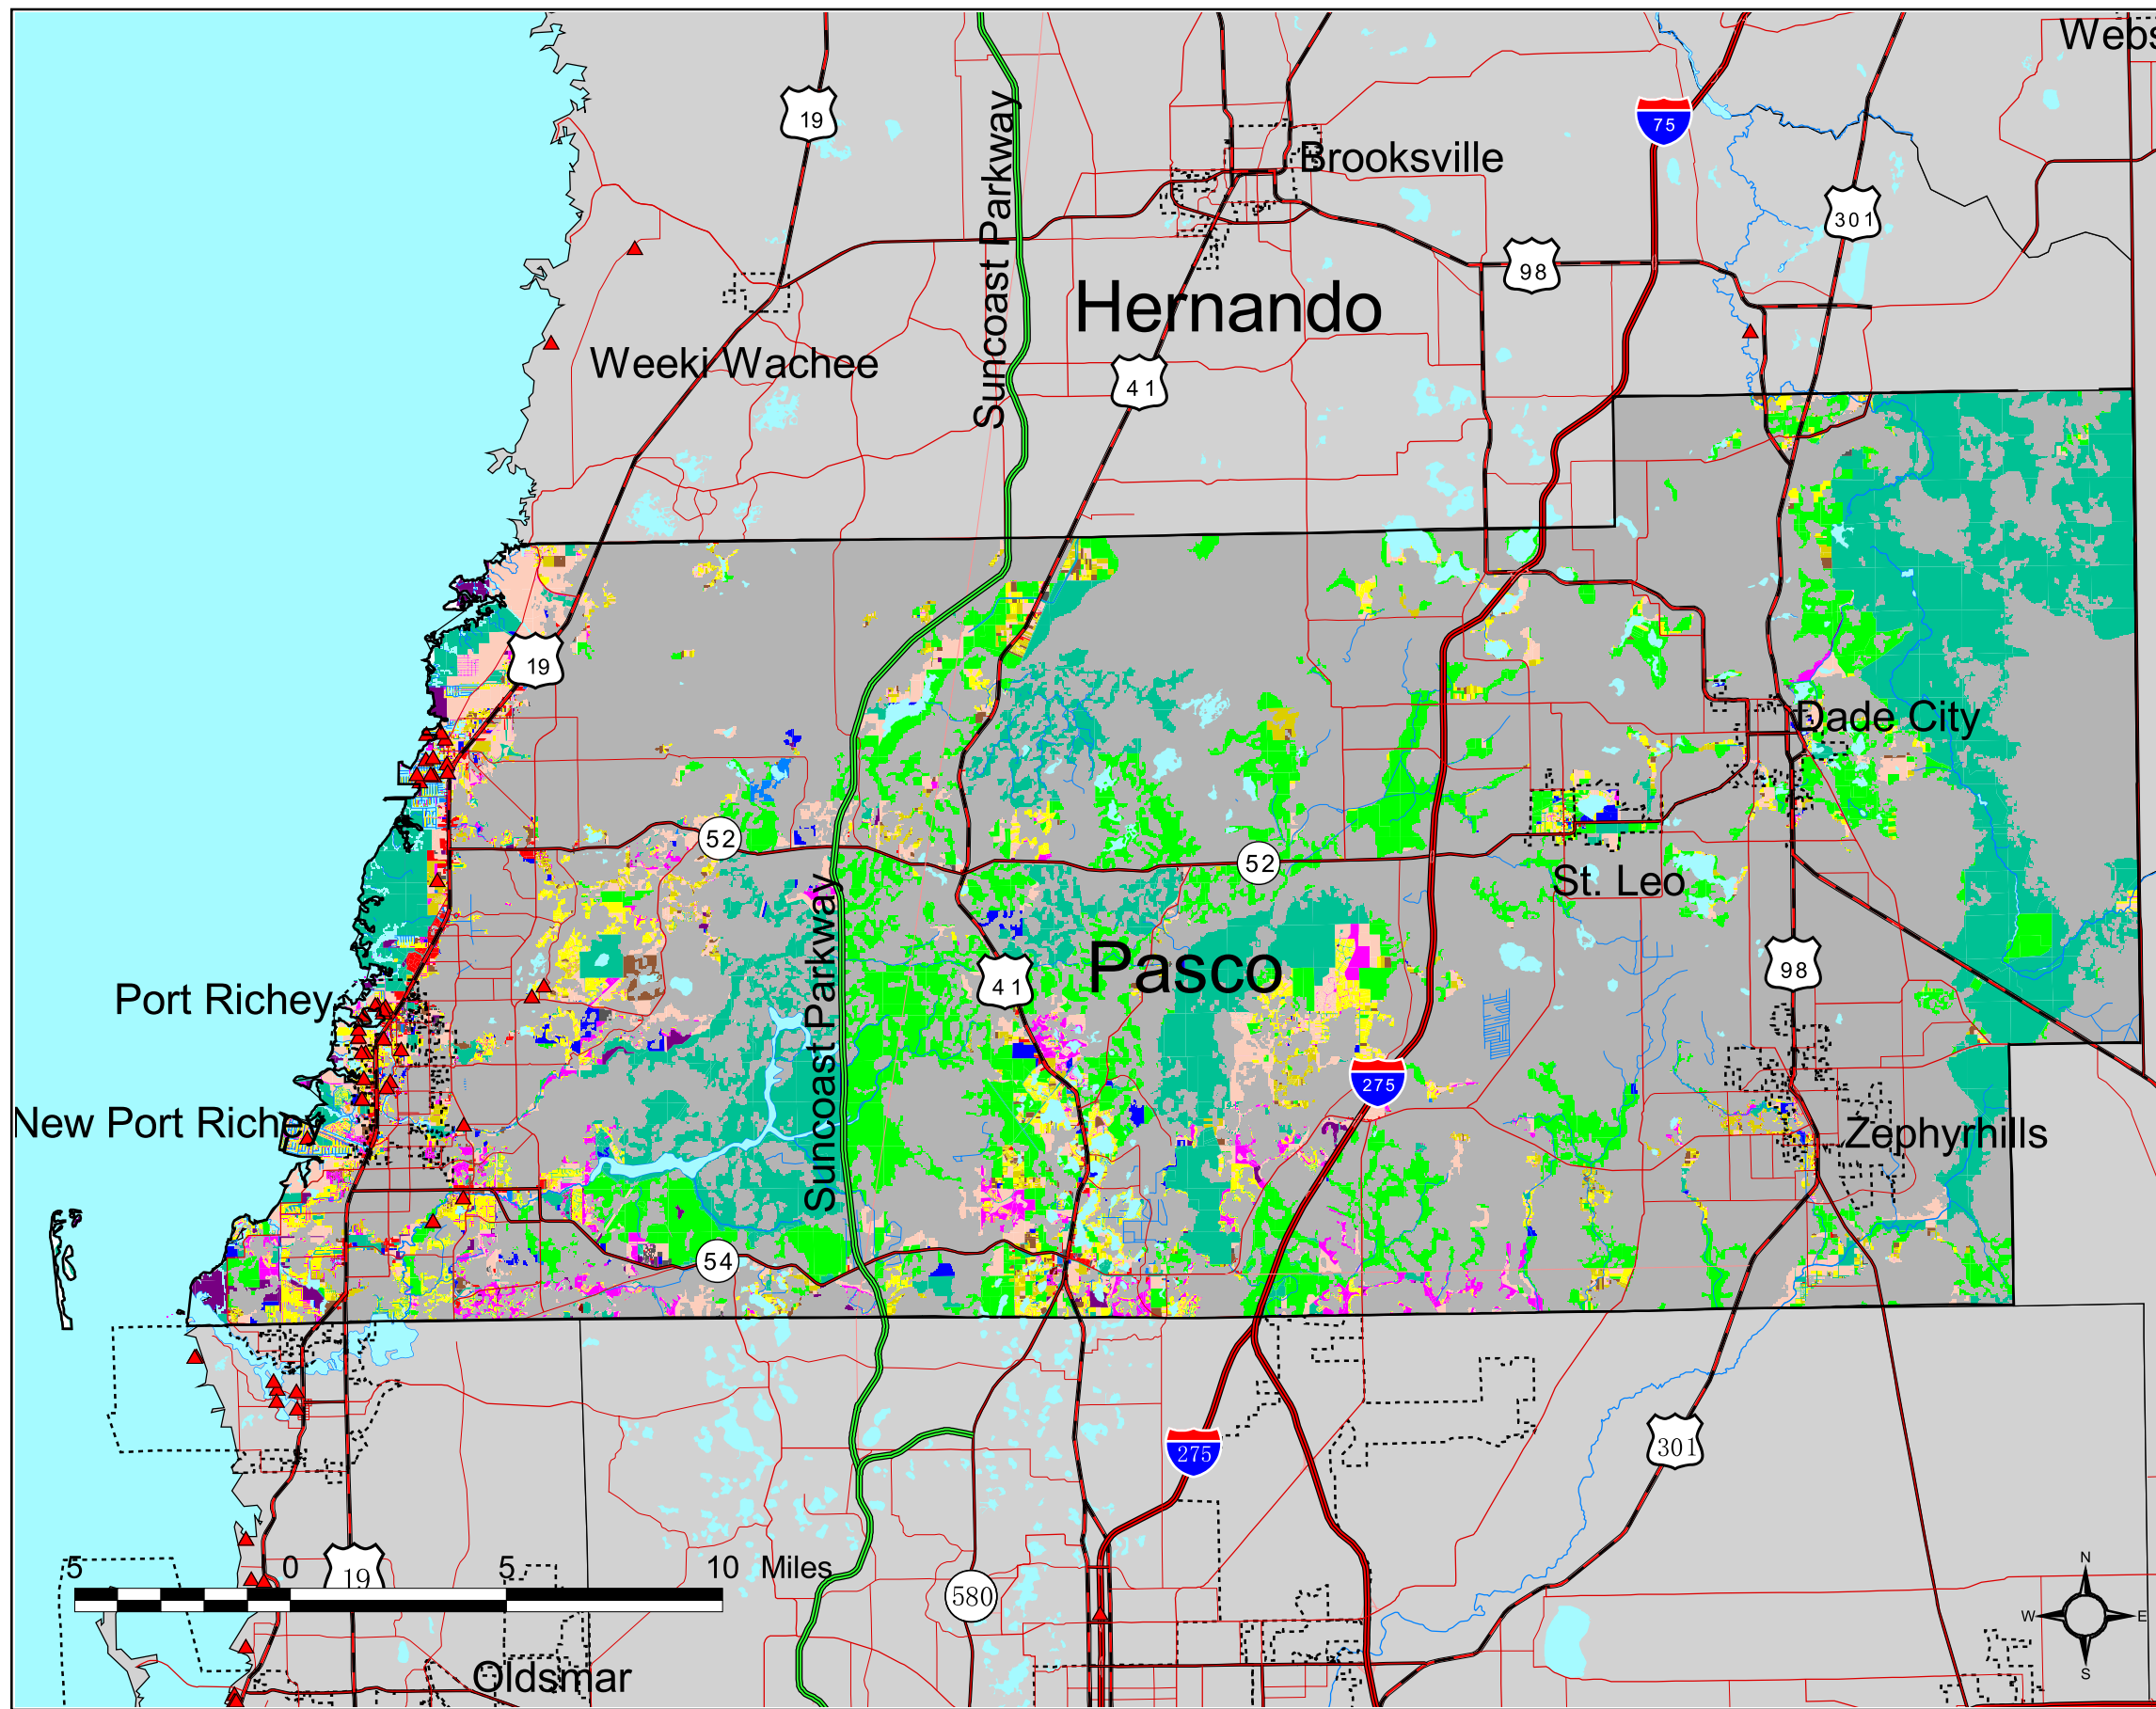 Webs
19
Suncoast Parkway
75
Brooksville
301
98
Hernando
Weeki Wachee
41
19
Dade City
52
52
St. Leo
Pasco
98
Port Richey
41
Suncoast Parkway
275
New Port Richey
Zephyrhills
54
275
301
5 0 5 10 Miles
19
580
N
W E
S
Oldsmar